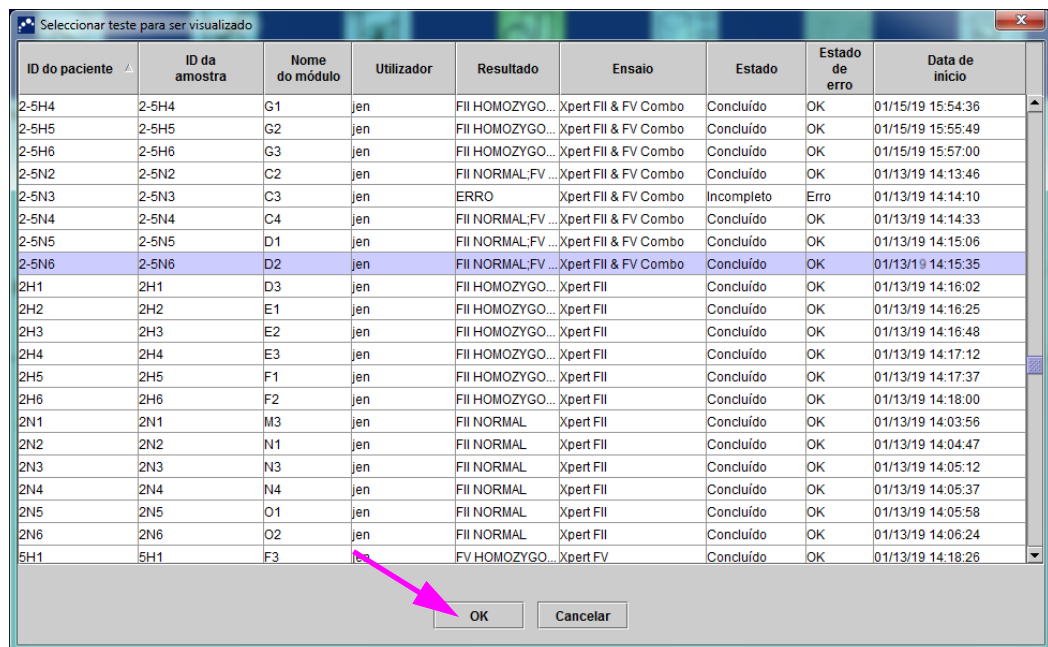 Seleccionar teste para ser visualizado
ID do paciente ID da amostra Nome do módulo Utilizador Resultado Ensaio Estado Estado de erro Data de início
2-5H4 2-5H4 G1 jen FII HOMOZYGO... Xpert FII & FV Combo Concluído OK 01/15/19 15:54:36
2-5H5 2-5H5 G2 jen FII HOMOZYGO... Xpert FII & FV Combo Concluído OK 01/15/19 15:55:49
2-5H6 2-5H6 G3 jen FII HOMOZYGO... Xpert FII & FV Combo Concluído OK 01/15/19 15:57:00
2-5N2 2-5N2 C2 jen FII NORMAL;FV ... Xpert FII & FV Combo Concluído OK 01/13/19 14:13:46
2-5N3 2-5N3 C3 jen ERRO Xpert FII & FV Combo Incompleto Erro 01/13/19 14:14:10
2-5N4 2-5N4 C4 jen FII NORMAL;FV ... Xpert FII & FV Combo Concluído OK 01/13/19 14:14:33
2-5N5 2-5N5 D1 jen FII NORMAL;FV ... Xpert FII & FV Combo Concluído OK 01/13/19 14:15:06
2-5N6 2-5N6 D2 jen FII NORMAL;FV ... Xpert FII & FV Combo Concluído OK 01/13/19 14:15:35
2H1 2H1 D3 jen FII HOMOZYGO... Xpert FII Concluído OK 01/13/19 14:16:02
2H2 2H2 E1 jen FII HOMOZYGO... Xpert FII Concluído OK 01/13/19 14:16:25
2H3 2H3 E2 jen FII HOMOZYGO... Xpert FII Concluído OK 01/13/19 14:16:48
2H4 2H4 E3 jen FII HOMOZYGO... Xpert FII Concluído OK 01/13/19 14:17:12
2H5 2H5 F1 jen FII HOMOZYGO... Xpert FII Concluído OK 01/13/19 14:17:37
2H6 2H6 F2 jen FII HOMOZYGO... Xpert FII Concluído OK 01/13/19 14:18:00
2N1 2N1 M3 jen FII NORMAL Xpert FII Concluído OK 01/13/19 14:03:56
2N2 2N2 N1 jen FII NORMAL Xpert FII Concluído OK 01/13/19 14:04:47
2N3 2N3 N3 jen FII NORMAL Xpert FII Concluído OK 01/13/19 14:05:12
2N4 2N4 N4 jen FII NORMAL Xpert FII Concluído OK 01/13/19 14:05:37
2N5 2N5 O1 jen FII NORMAL Xpert FII Concluído OK 01/13/19 14:05:58
2N6 2N6 O2 jen FII NORMAL Xpert FII Concluído OK 01/13/19 14:06:24
5H1 5H1 F3 jen FV HOMOZYGO... Xpert FV Concluído OK 01/13/19 14:18:26
OK Cancelar